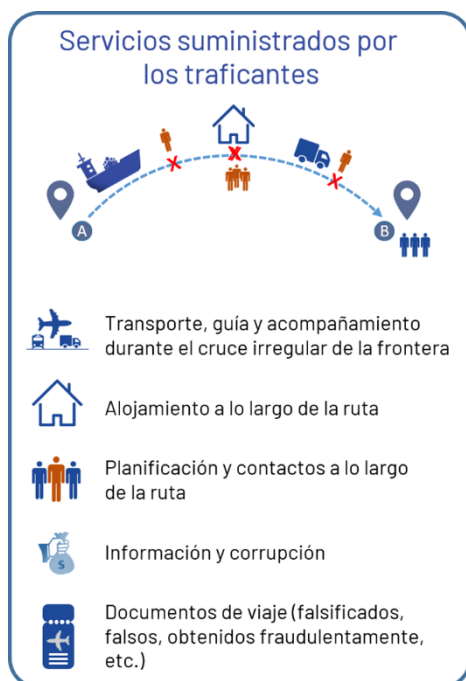 Servicios suministrados por
los traficantes
A
B
Transporte, guía y acompañamiento
durante el cruce irregular de la frontera
Alojamiento a lo largo de la ruta
Planificación y contactos a lo largo
de la ruta
$
Información y corrupción
Documentos de viaje (falsificados,
falsos, obtenidos fraudulentamente,
etc.)